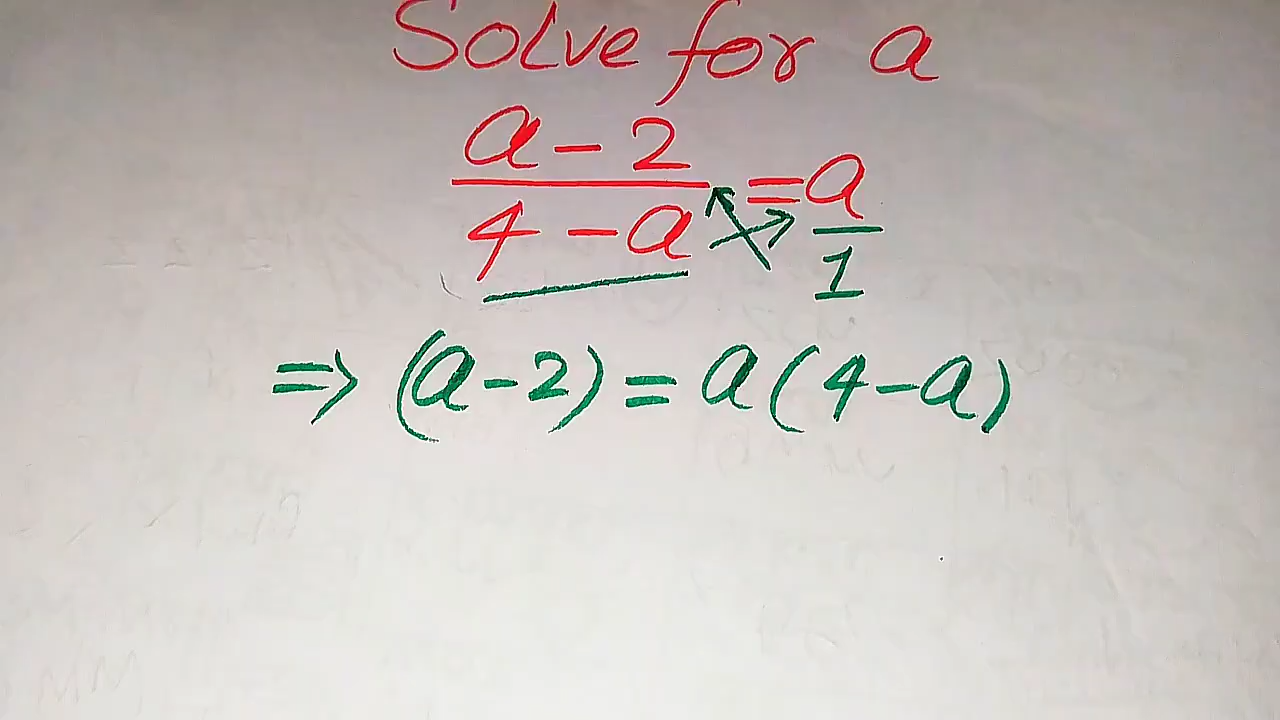 Solve for a
a - 2 = a
4 - a 1
=> (a - 2) = a(4 - a)